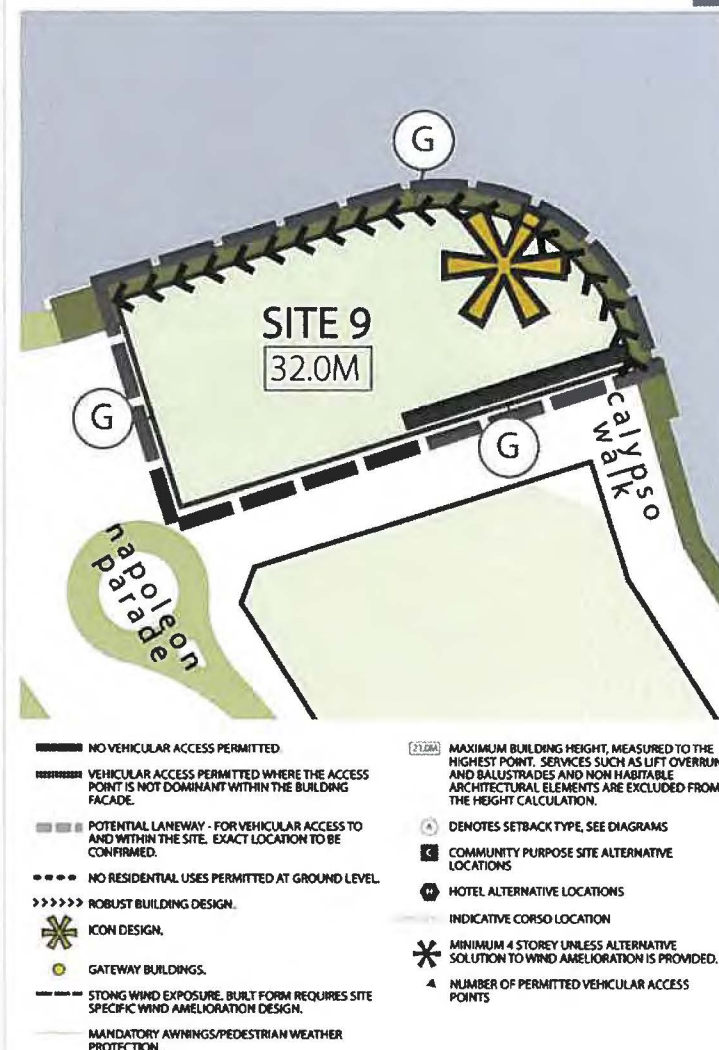 G
SITE 9
32.0M
G
G
calypso
walk
napoleon
parade
NO VEHICULAR ACCESS PERMITTED
VEHICULAR ACCESS PERMITTED WHERE THE ACCESS
POINT IS NOT DOMINANT WITHIN THE BUILDING
FACADE.
POTENTIAL LANEWAY - FOR VEHICULAR ACCESS TO
AND WITHIN THE SITE. EXACT LOCATION TO BE
CONFIRMED.
NO RESIDENTIAL USES PERMITTED AT GROUND LEVEL
ROBUST BUILDING DESIGN.
ICON DESIGN.
GATEWAY BUILDINGS.
STONG WIND EXPOSURE. BUILT FORM REQUIRES SITE
SPECIFIC WIND AMELIORATION DESIGN.
MANDATORY AWNINGS/PEDESTRIAN WEATHER
PROTECTION
21.0M
MAXIMUM BUILDING HEIGHT, MEASURED TO THE
HIGHEST POINT. SERVICES SUCH AS LIFT OVERRUN
AND BALUSTRADES AND NON HABITABLE
ARCHITECTURAL ELEMENTS ARE EXCLUDED FROM
THE HEIGHT CALCULATION.
A
DENOTES SETBACK TYPE, SEE DIAGRAMS
C
COMMUNITY PURPOSE SITE ALTERNATIVE
LOCATIONS
H
HOTEL ALTERNATIVE LOCATIONS
INDICATIVE CORSO LOCATION
MINIMUM 4 STOREY UNLESS ALTERNATIVE
SOLUTION TO WIND AMELIORATION IS PROVIDED.
NUMBER OF PERMITTED VEHICULAR ACCESS
POINTS